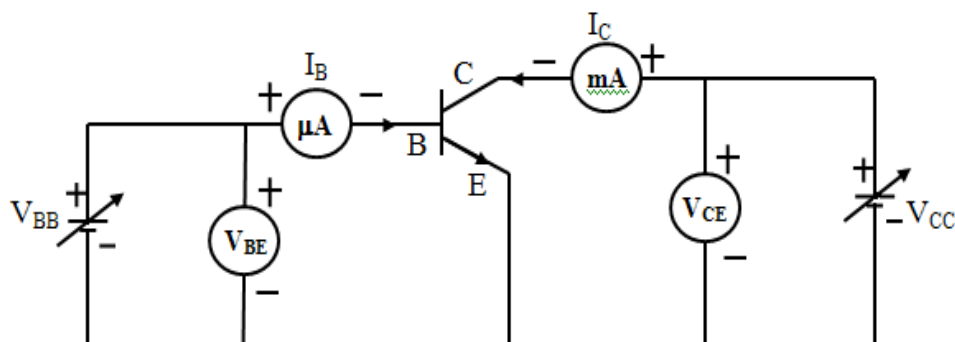 I_C
I_B
+ − C − mA +
+ μA −
B
E
V_BB + −
+ V_BE −
+ V_CE −
+ − V_CC